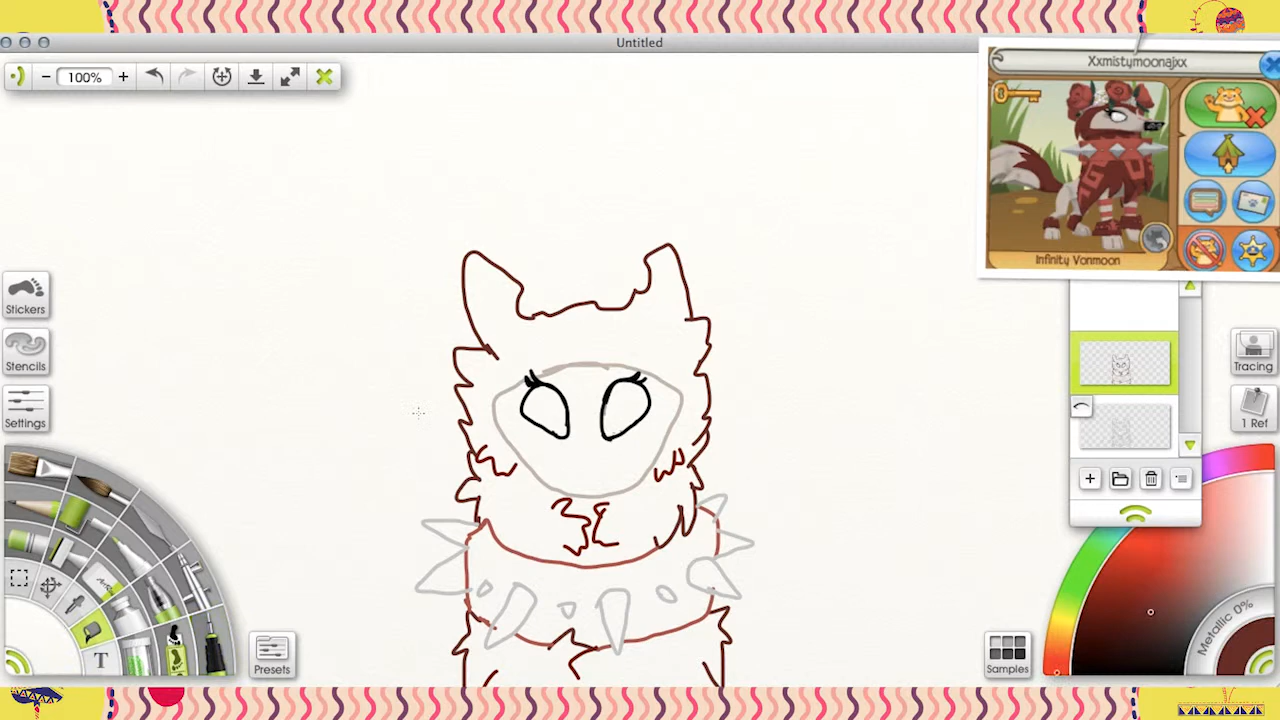 Untitled
100%
Xxmistymoonajxx
Infinity Vonmoon
Stickers
Stencils
Settings
Tracing
1 Ref
T
Metallic 0%
Presets
Samples